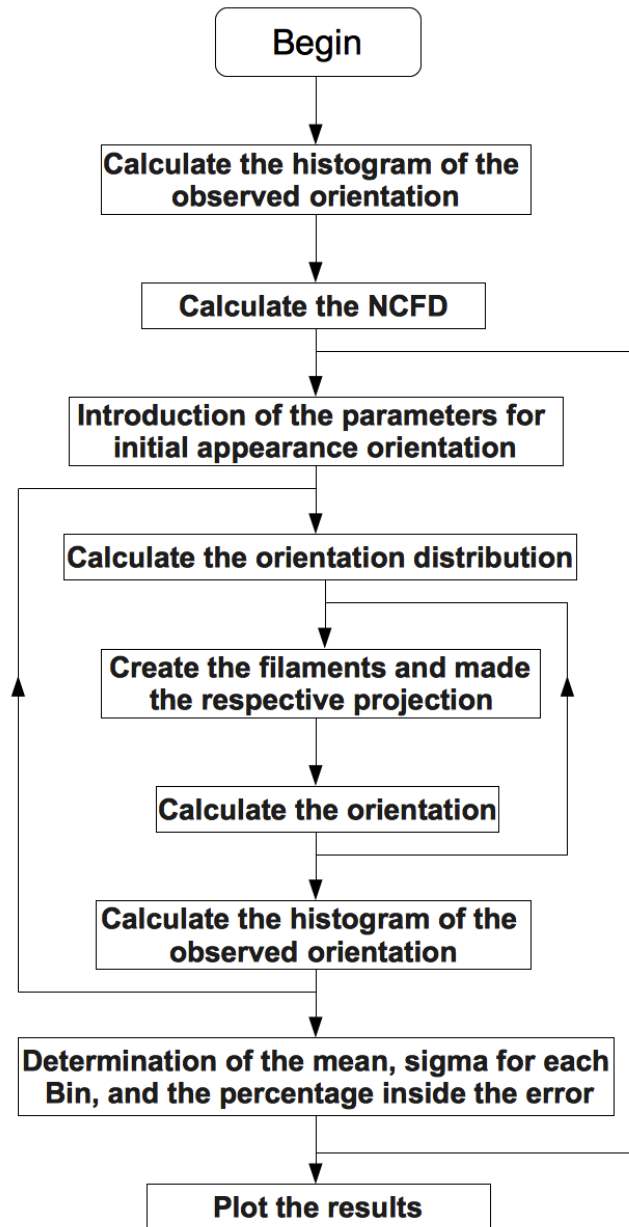 Begin
Calculate the histogram of the
observed orientation
Calculate the NCFD
Introduction of the parameters for
initial appearance orientation
Calculate the orientation distribution
Create the filaments and made
the respective projection
Calculate the orientation
Calculate the histogram of the
observed orientation
Determination of the mean, sigma for each
Bin, and the percentage inside the error
Plot the results